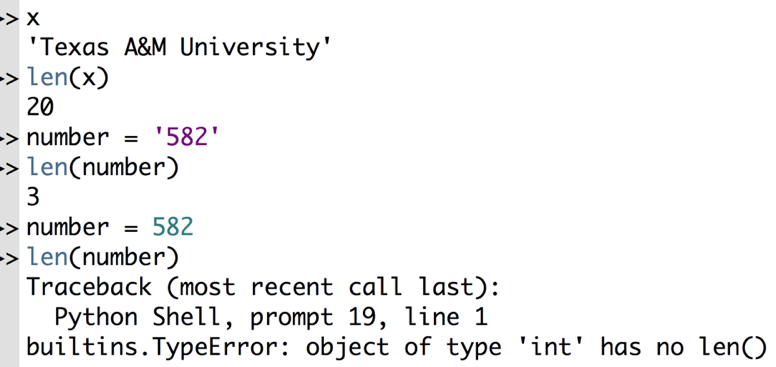 >> x
'Texas A&M University'
>> len(x)
20
>> number = '582'
>> len(number)
3
>> number = 582
>> len(number)
Traceback (most recent call last):
  Python Shell, prompt 19, line 1
builtins.TypeError: object of type 'int' has no len()